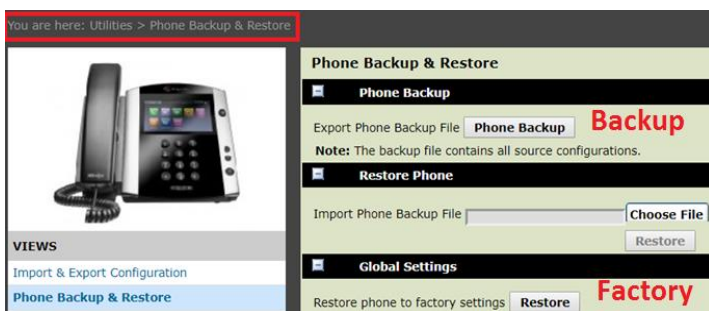 You are here: Utilities > Phone Backup & Restore
Phone Backup & Restore
Phone Backup
Export Phone Backup File Phone Backup Backup
Note: The backup file contains all source configurations.
Restore Phone
Import Phone Backup File Choose File
Restore
VIEWS
Import & Export Configuration
Phone Backup & Restore
Global Settings
Restore phone to factory settings Restore Factory